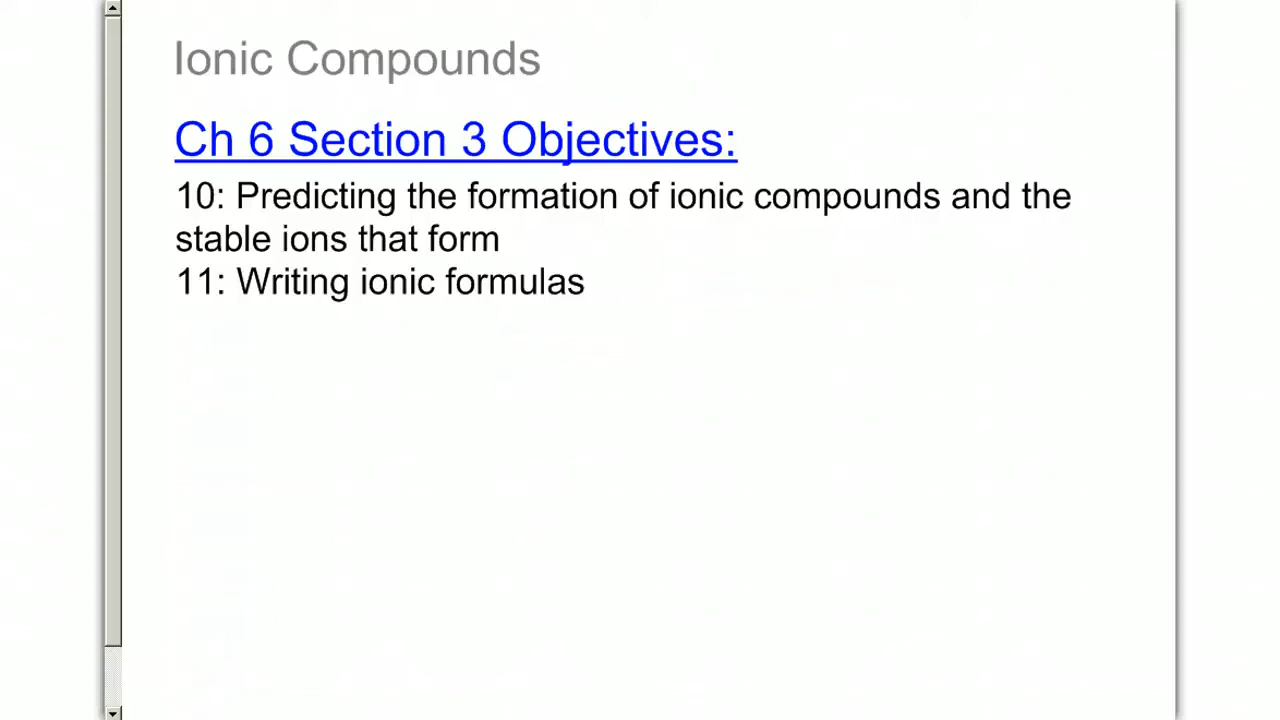 Ionic Compounds
Ch 6 Section 3 Objectives:
10: Predicting the formation of ionic compounds and the
stable ions that form
11: Writing ionic formulas